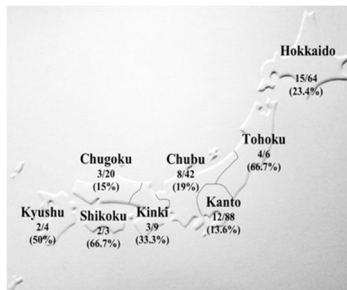 Hokkaido
15/64
(23.4%)
Tohoku
4/6
(66.7%)
Chugoku
3/20
(15%)
Chubu
8/42
(19%)
Kyushu
2/4
(50%)
Shikoku
2/3
(66.7%)
Kinki
3/9
(33.3%)
Kanto
12/88
(13.6%)